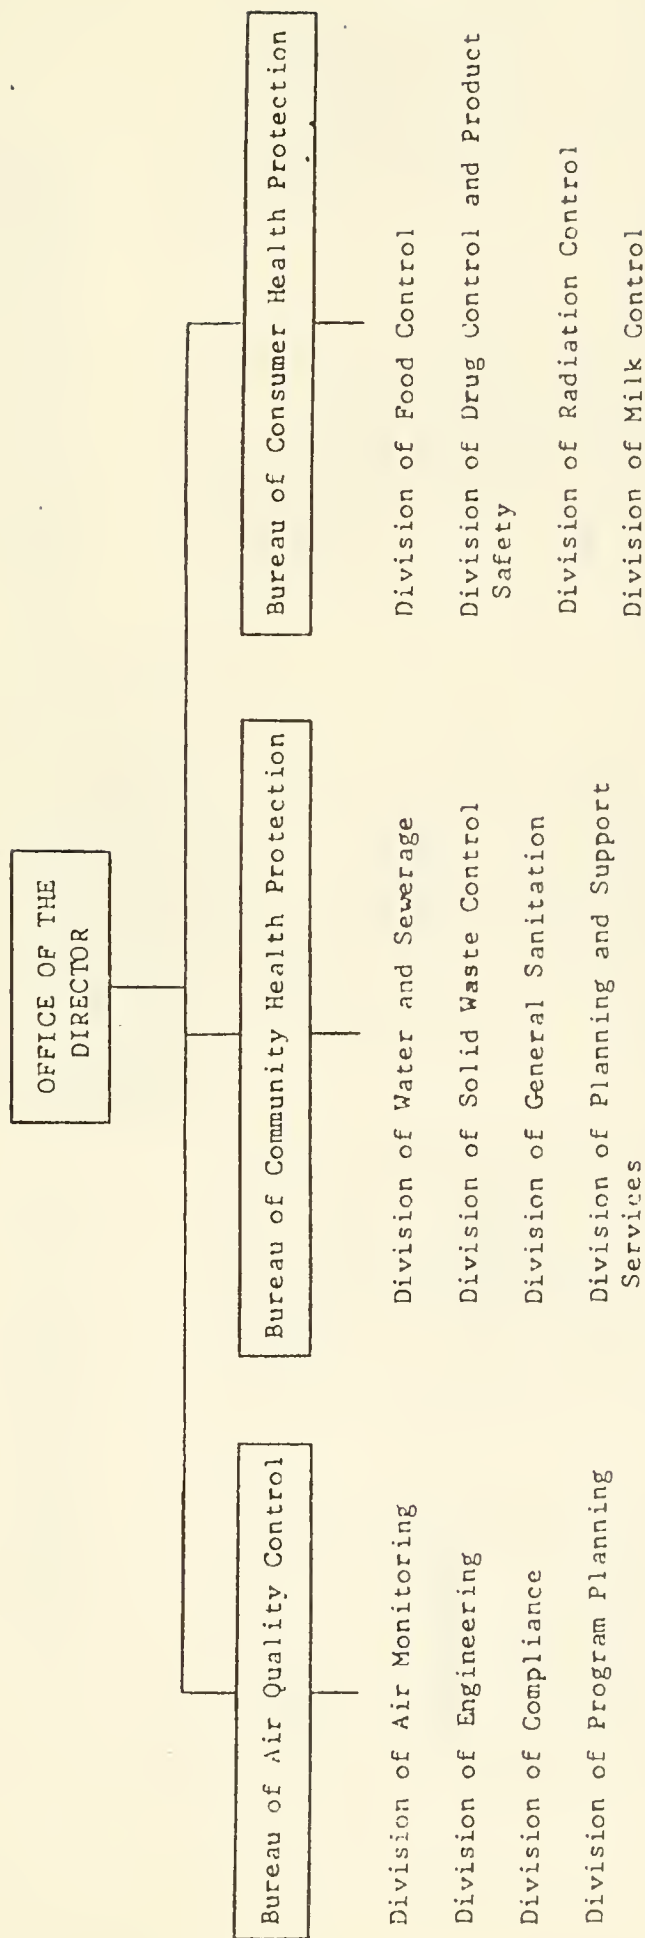 OFFICE OF THE
DIRECTOR
Bureau of Air Quality Control
Division of Air Monitoring
Division of Engineering
Division of Compliance
Division of Program Planning
Bureau of Community Health Protection
Division of Water and Sewerage
Division of Solid Waste Control
Division of General Sanitation
Division of Planning and Support
Services
Bureau of Consumer Health Protection
Division of Food Control
Division of Drug Control and Product
Safety
Division of Radiation Control
Division of Milk Control